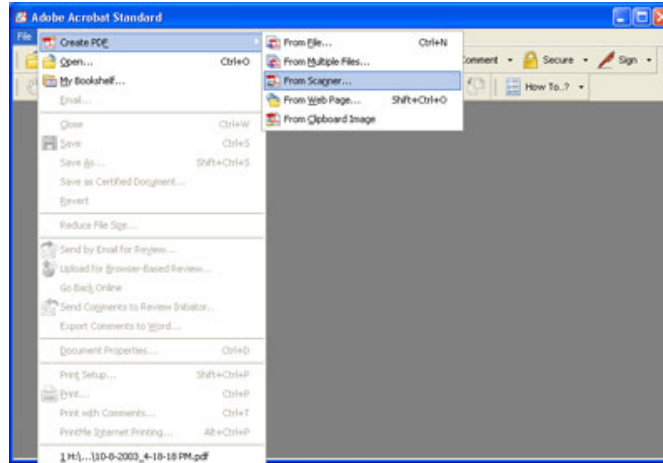 Adobe Acrobat Standard
File
Create PDF
Open... Ctrl+O
My Bookshelf...
Email...
Close Ctrl+W
Save Ctrl+S
Save As... Shift+Ctrl+S
Save as Certified Document...
Revert
Reduce File Size...
Send by Email for Review...
Upload for Browser-Based Review...
Go Back Online
Send Comments to Review Initiator...
Export Comments to Word...
Document Properties... Ctrl+D
Print Setup... Shift+Ctrl+P
Print... Ctrl+P
Print with Comments... Ctrl+T
PrintMe Internet Printing... Alt+Ctrl+P
1 H:\...\10-8-2003_4-18-18 PM.pdf
From File... Ctrl+N
From Multiple Files...
From Scanner...
From Web Page... Shift+Ctrl+O
From Clipboard Image
Secure Sign
How To..?